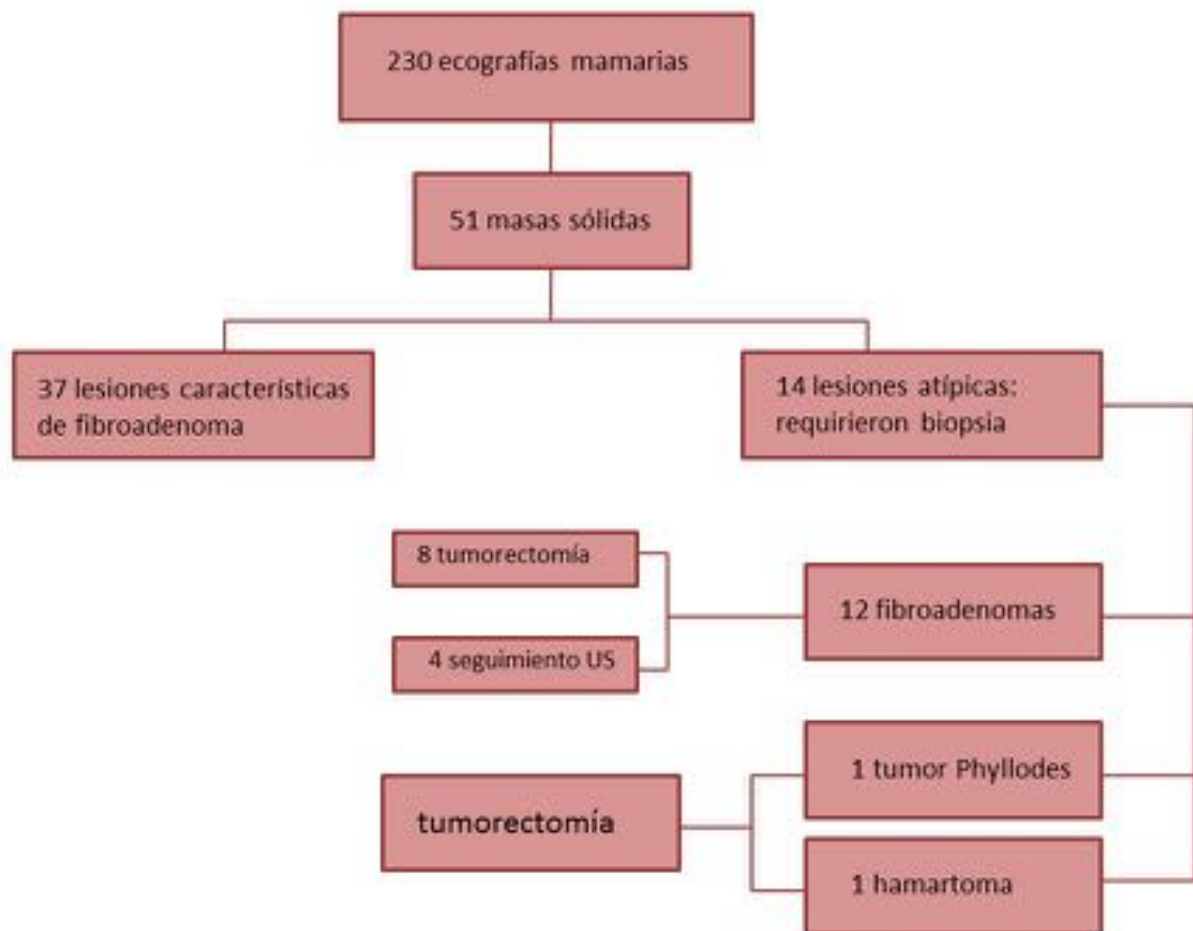 230 ecografías mamarias
51 masas sólidas
37 lesiones características
de fibroadenoma
14 lesiones atípicas:
requirieron biopsia
8 tumorectomía
4 seguimiento US
12 fibroadenomas
1 tumor Phyllodes
tumorectomía
1 hamartoma